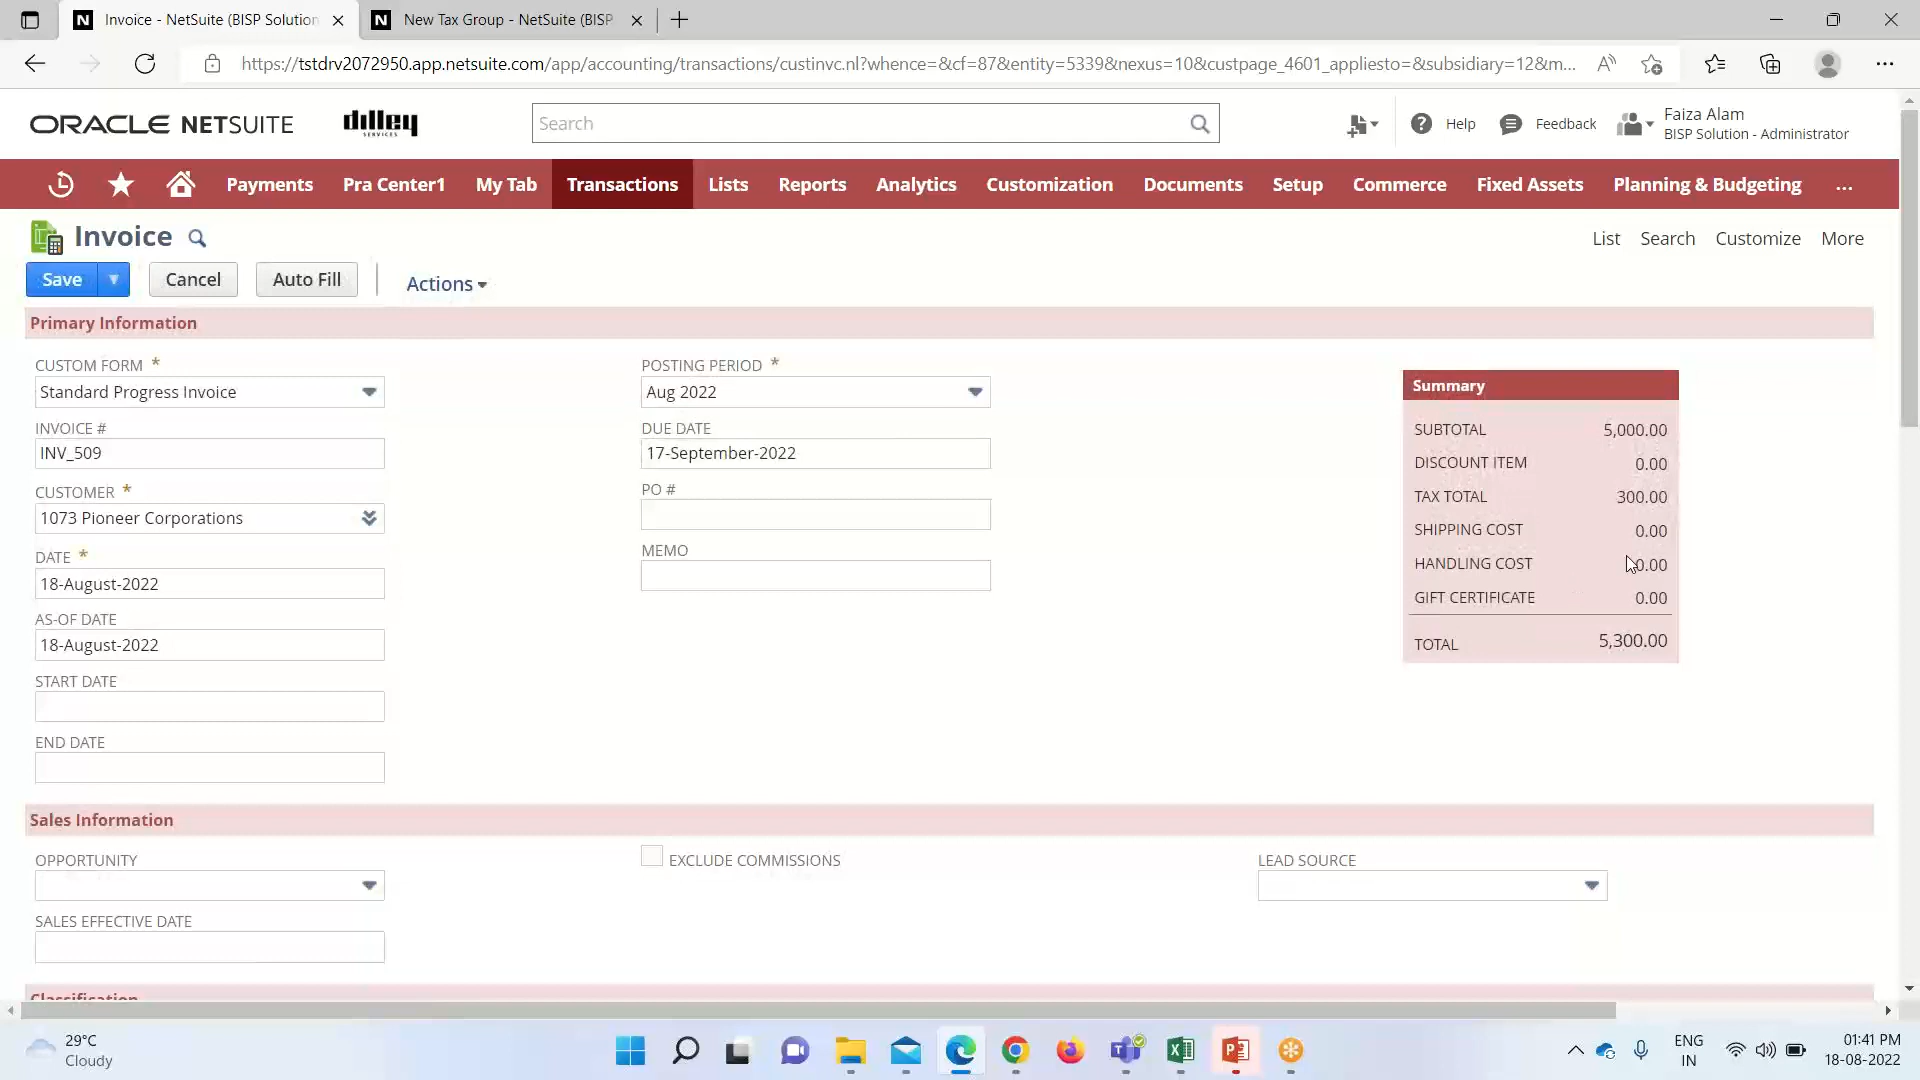 Invoice - NetSuite (BISP Solution
New Tax Group - NetSuite (BISP
https://tstdrv2072950.app.netsuite.com/app/accounting/transactions/custinvc.nl?whence=&cf=87&entity=5339&nexus=10&custpage_4601_appliesto=&subsidiary=12&m...
ORACLE NETSUITE
dilley
SERVICES
Search
Help
Feedback
Faiza Alam
BISP Solution - Administrator
Payments
Pra Center1
My Tab
Transactions
Lists
Reports
Analytics
Customization
Documents
Setup
Commerce
Fixed Assets
Planning & Budgeting
...
Invoice
List
Search
Customize
More
Save
Cancel
Auto Fill
Actions
Primary Information
CUSTOM FORM *
Standard Progress Invoice
INVOICE #
INV_509
CUSTOMER *
1073 Pioneer Corporations
DATE *
18-August-2022
AS-OF DATE
18-August-2022
START DATE
END DATE
POSTING PERIOD *
Aug 2022
DUE DATE
17-September-2022
PO #
MEMO
Summary
SUBTOTAL 5,000.00
DISCOUNT ITEM 0.00
TAX TOTAL 300.00
SHIPPING COST 0.00
HANDLING COST 0.00
GIFT CERTIFICATE 0.00
TOTAL 5,300.00
Sales Information
OPPORTUNITY
SALES EFFECTIVE DATE
EXCLUDE COMMISSIONS
LEAD SOURCE
Classification
29°C
Cloudy
ENG
IN
01:41 PM
18-08-2022